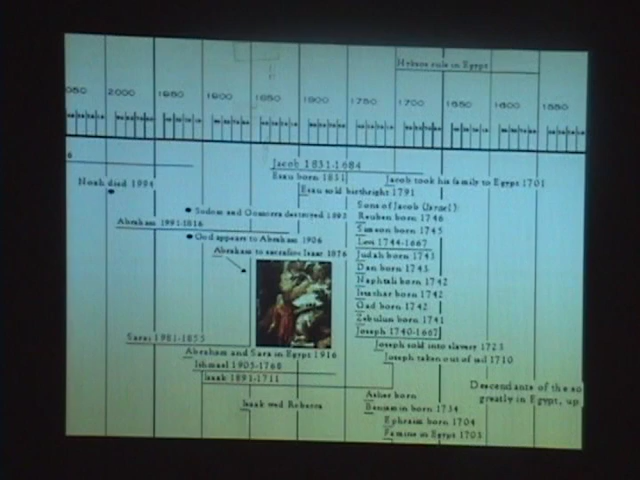 Hyksos rule in Egypt
2000 1950 1900 1850 1800 1750 1700 1650 1600 1550
Jacob 1831-1684
Esau born 1831
Jacob took his family to Egypt 1701
Noah died 1994
Esau sold birthright 1791
Sons of Jacob (Israel):
Sodom and Gomorra destroyed 1893
Reuben born 1746
Abraham 1991-1816
Simeon born 1745
God appears to Abraham 1906
Levi 1744-1667
Abraham to sacrifice Isaac 1876
Judah born 1743
Dan born 1743
Naphtali born 1742
Issachar born 1742
Gad born 1742
Zebulun born 1741
Sarai 1981-1855
Joseph 1740-1667
Joseph sold into slavery 1723
Abraham and Sara in Egypt 1916
Joseph taken out of jail 1710
Ishmael 1905-1768
Isaak 1891-1711
Descendants of the so
greatly in Egypt, up
Asher born
Isaak wed Rebecca
Benjamin born 1734
Ephraim born 1704
Famine in Egypt 1703